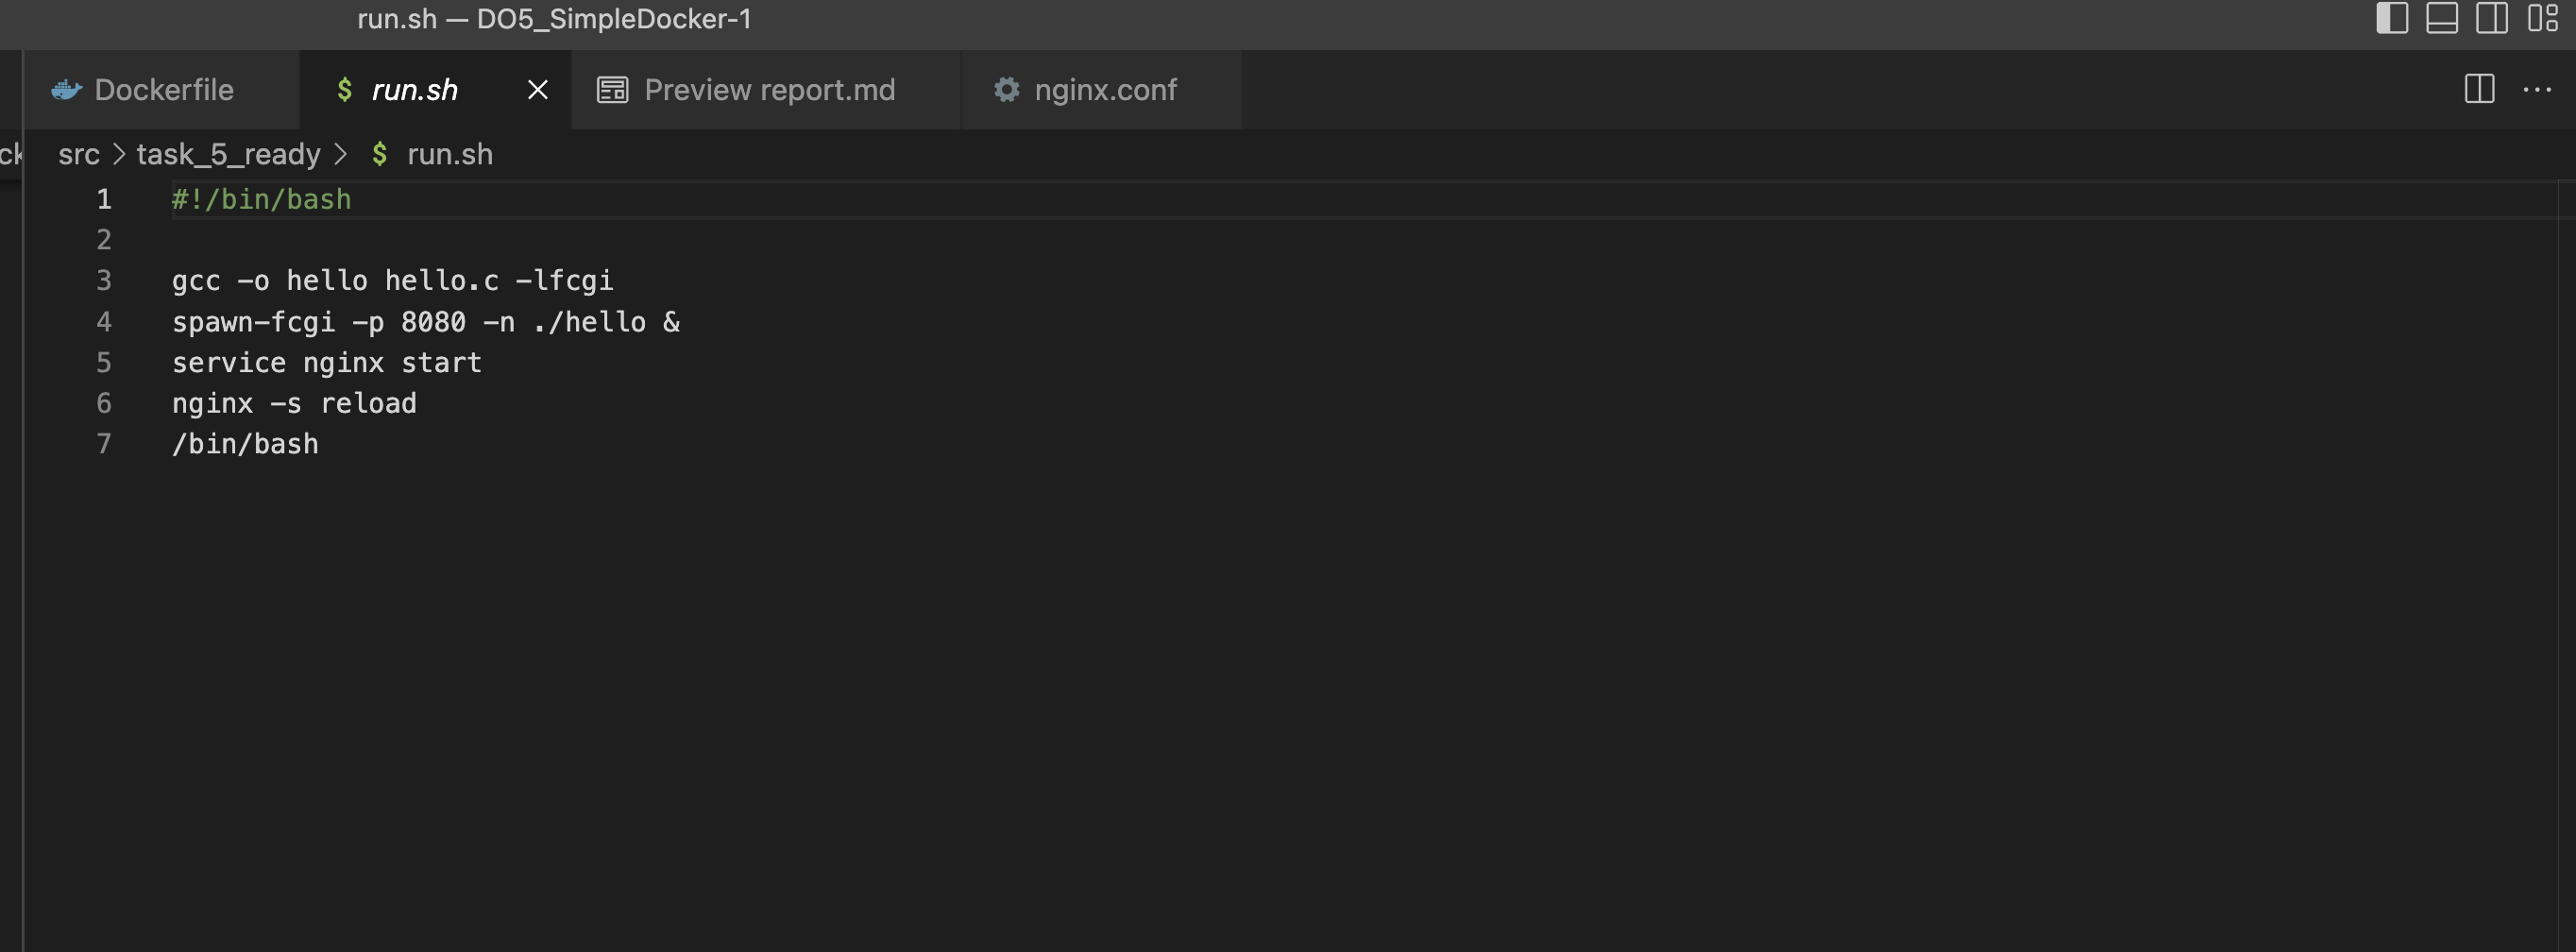 run.sh — DO5_SimpleDocker-1
Dockerfile
$ run.sh
Preview report.md
nginx.conf
src > task_5_ready > $ run.sh
1 #!/bin/bash
2
3 gcc -o hello hello.c -lfcgi
4 spawn-fcgi -p 8080 -n ./hello &
5 service nginx start
6 nginx -s reload
7 /bin/bash